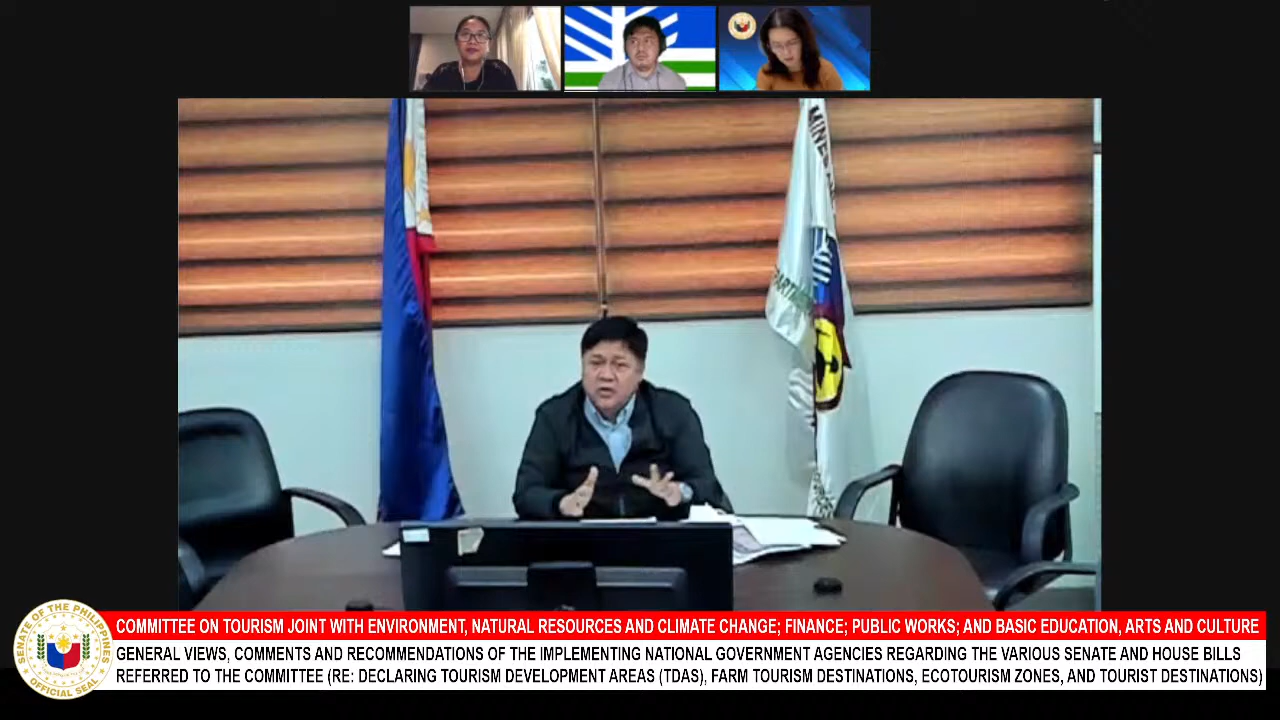 MINES
COMMITTEE ON TOURISM JOINT WITH ENVIRONMENT, NATURAL RESOURCES AND CLIMATE CHANGE; FINANCE; PUBLIC WORKS; AND BASIC EDUCATION, ARTS AND CULTURE
GENERAL VIEWS, COMMENTS AND RECOMMENDATIONS OF THE IMPLEMENTING NATIONAL GOVERNMENT AGENCIES REGARDING THE VARIOUS SENATE AND HOUSE BILLS
REFERRED TO THE COMMITTEE (RE: DECLARING TOURISM DEVELOPMENT AREAS (TDAS), FARM TOURISM DESTINATIONS, ECOTOURISM ZONES, AND TOURIST DESTINATIONS)
SENATE OF THE PHILIPPINES
OFFICIAL SEAL